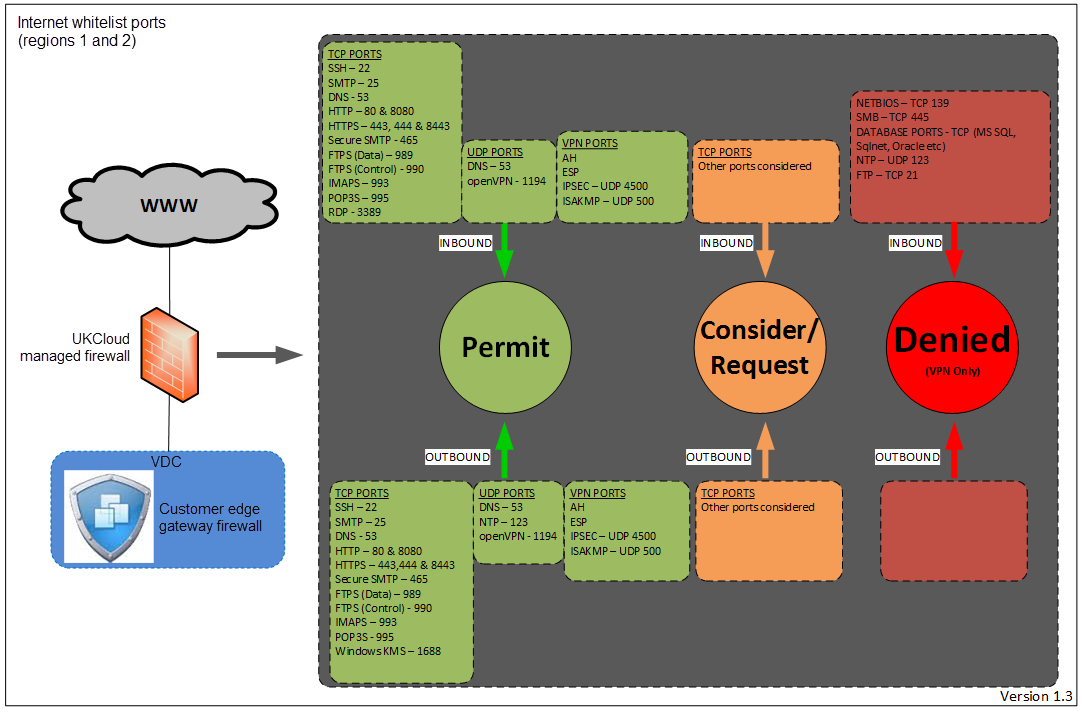 Internet whitelist ports
(regions 1 and 2)
WWW
UKCloud
managed firewall
VDC
Customer edge
gateway firewall
TCP PORTS
SSH – 22
SMTP – 25
DNS - 53
HTTP – 80 & 8080
HTTPS – 443, 444 & 8443
Secure SMTP - 465
FTPS (Data) – 989
FTPS (Control) - 990
IMAPS – 993
POP3S – 995
RDP - 3389
UDP PORTS
DNS – 53
openVPN - 1194
VPN PORTS
AH
ESP
IPSEC – UDP 4500
ISAKMP – UDP 500
TCP PORTS
Other ports considered
NETBIOS – TCP 139
SMB – TCP 445
DATABASE PORTS - TCP (MS SQL,
Sqlnet, Oracle etc)
NTP – UDP 123
FTP – TCP 21
INBOUND
INBOUND
INBOUND
Permit
Consider/
Request
Denied
(VPN Only)
OUTBOUND
OUTBOUND
OUTBOUND
TCP PORTS
SSH – 22
SMTP – 25
DNS - 53
HTTP – 80 & 8080
HTTPS – 443,444 & 8443
Secure SMTP – 465
FTPS (Data) – 989
FTPS (Control) - 990
IMAPS – 993
POP3S - 995
Windows KMS – 1688
UDP PORTS
DNS – 53
NTP – 123
openVPN - 1194
VPN PORTS
AH
ESP
IPSEC – UDP 4500
ISAKMP – UDP 500
TCP PORTS
Other ports considered
Version 1.3